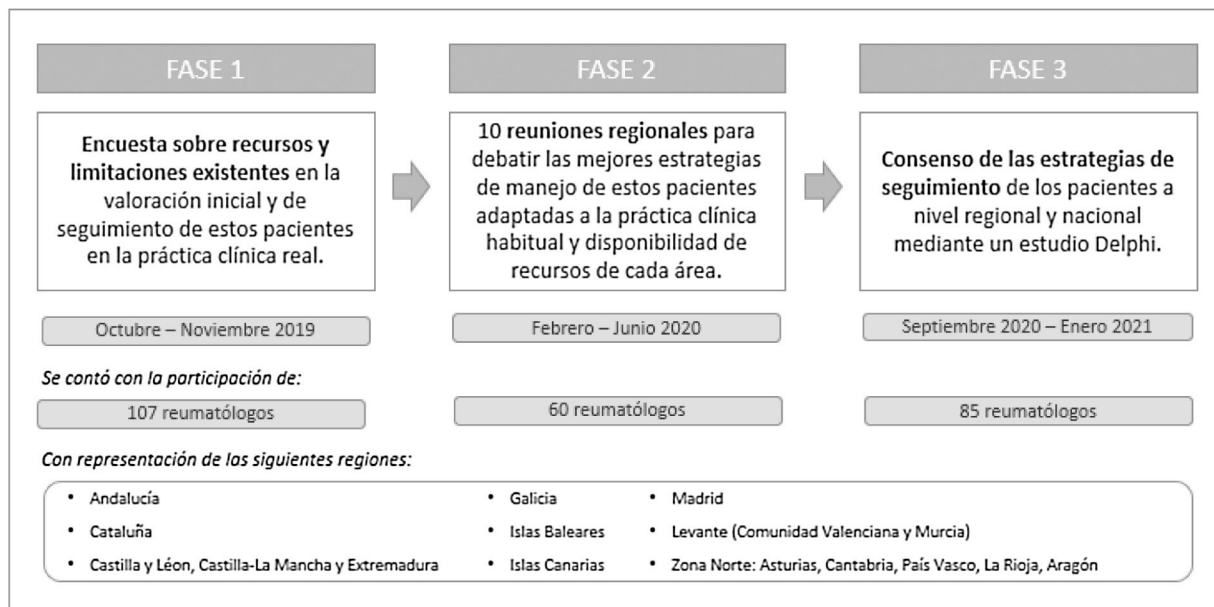 FASE 1
Encuesta sobre recursos y
limitaciones existentes en la
valoración inicial y de
seguimiento de estos pacientes
en la práctica clínica real.
Octubre – Noviembre 2019
FASE 2
10 reuniones regionales para
debatir las mejores estrategias
de manejo de estos pacientes
adaptadas a la práctica clínica
habitual y disponibilidad de
recursos de cada área.
Febrero – Junio 2020
FASE 3
Consenso de las estrategias de
seguimiento de los pacientes a
nivel regional y nacional
mediante un estudio Delphi.
Septiembre 2020 – Enero 2021
Se contó con la participación de:
107 reumatólogos
60 reumatólogos
85 reumatólogos
Con representación de las siguientes regiones:
• Andalucía
• Cataluña
• Castilla y Léon, Castilla-La Mancha y Extremadura
• Galicia
• Islas Baleares
• Islas Canarias
• Madrid
• Levante (Comunidad Valenciana y Murcia)
• Zona Norte: Asturias, Cantabria, País Vasco, La Rioja, Aragón